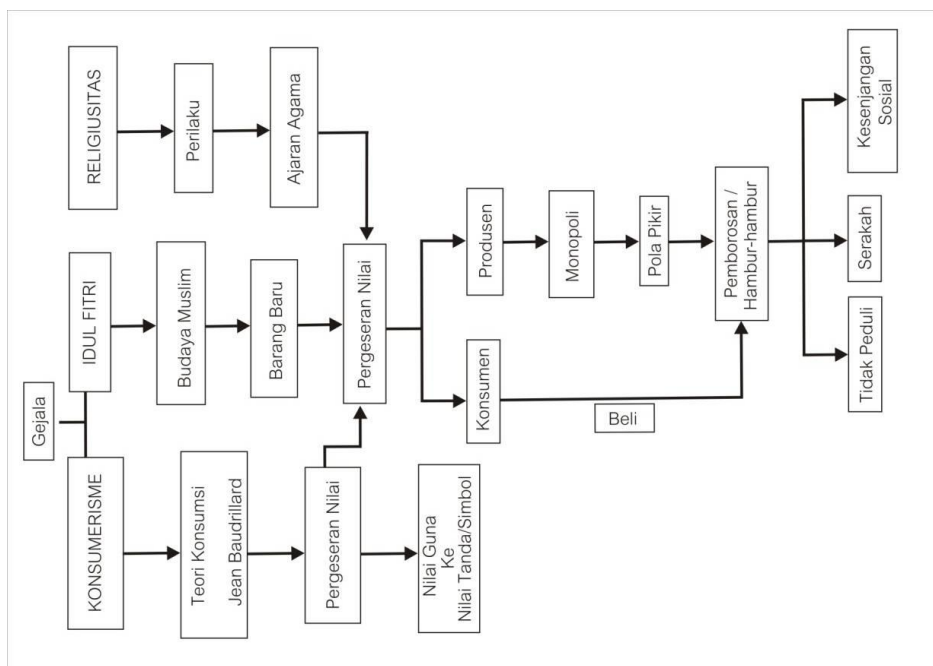 Gejala
KONSUMERISME
IDUL FITRI
RELIGIUSITAS
Teori Konsumsi
Jean Baudrillard
Budaya Muslim
Perilaku
Pergeseran Nilai
Barang Baru
Ajaran Agama
Pergeseran Nilai
Nilai Guna
Ke
Nilai Tanda/Simbol
Konsumen
Produsen
Monopoli
Beli
Pola Pikir
Pemborosan /
Hambur-hambur
Tidak Peduli
Serakah
Kesenjangan
Sosial